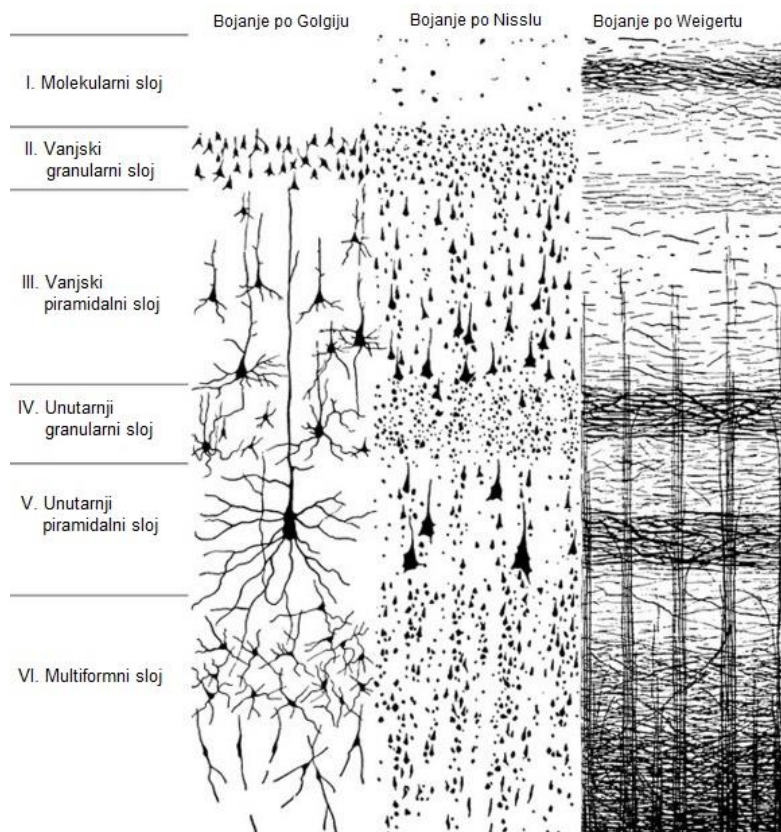 Bojanje po Golgiju
Bojanje po Nisslu
Bojanje po Weigertu
I. Molekularni sloj
II. Vanjski
granularni sloj
III. Vanjski
piramidalni sloj
IV. Unutarnji
granularni sloj
V. Unutarnji
piramidalni sloj
VI. Multiformni sloj